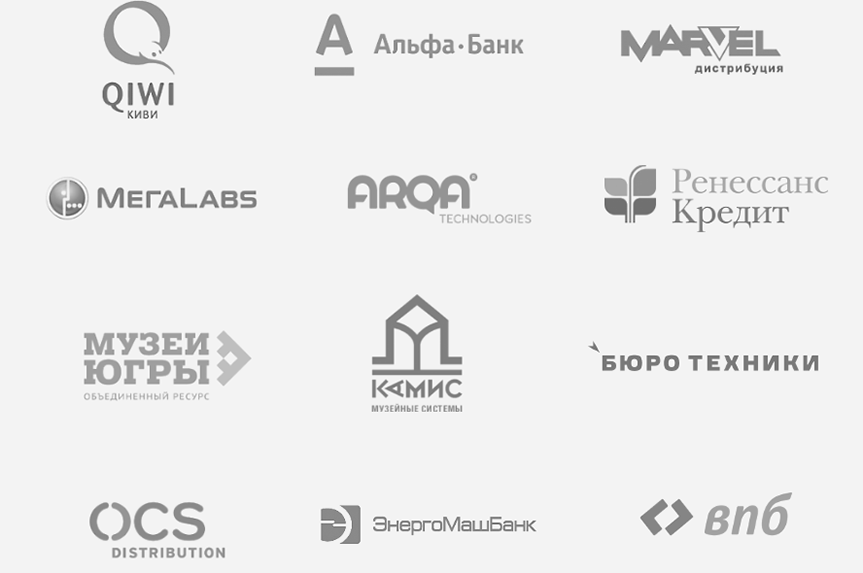 QIWI
КИВИ
А
Альфа·Банк
MARVEL
дистрибуция
МегаLabs
ARQA
TECHNOLOGIES
Ренессанс
Кредит
МУЗЕИ
ЮГРЫ
ОБЪЕДИНЕННЫЙ РЕСУРС
КАМИС
МУЗЕЙНЫЕ СИСТЕМЫ
БЮРО ТЕХНИКИ
OCS
DISTRIBUTION
ЭнергоМашБанк
впб